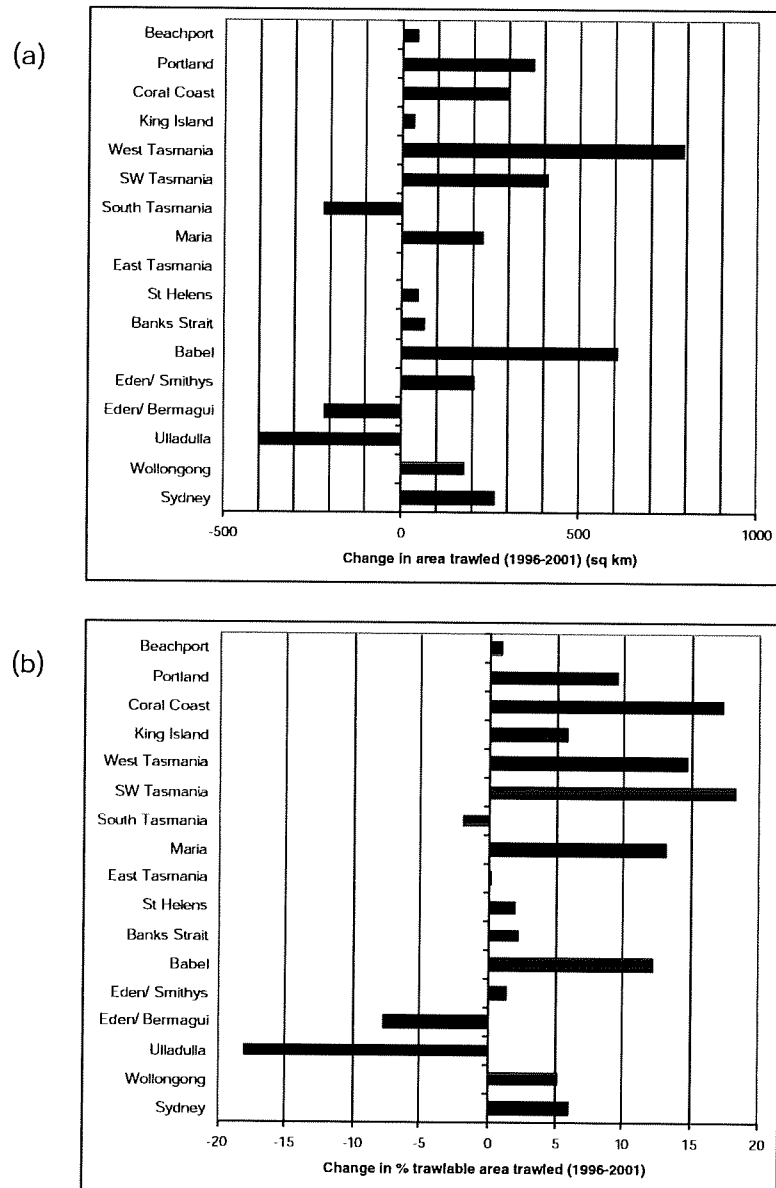 (a)
Beachport
Portland
Coral Coast
King Island
West Tasmania
SW Tasmania
South Tasmania
Maria
East Tasmania
St Helens
Banks Strait
Babel
Eden/ Smithys
Eden/ Bermagui
Ulladulla
Wollongong
Sydney
-500 0 500 1000
Change in area trawled (1996-2001) (sq km)
(b)
Beachport
Portland
Coral Coast
King Island
West Tasmania
SW Tasmania
South Tasmania
Maria
East Tasmania
St Helens
Banks Strait
Babel
Eden/ Smithys
Eden/ Bermagui
Ulladulla
Wollongong
Sydney
-20 -15 -10 -5 0 5 10 15 20
Change in % trawlable area trawled (1996-2001)